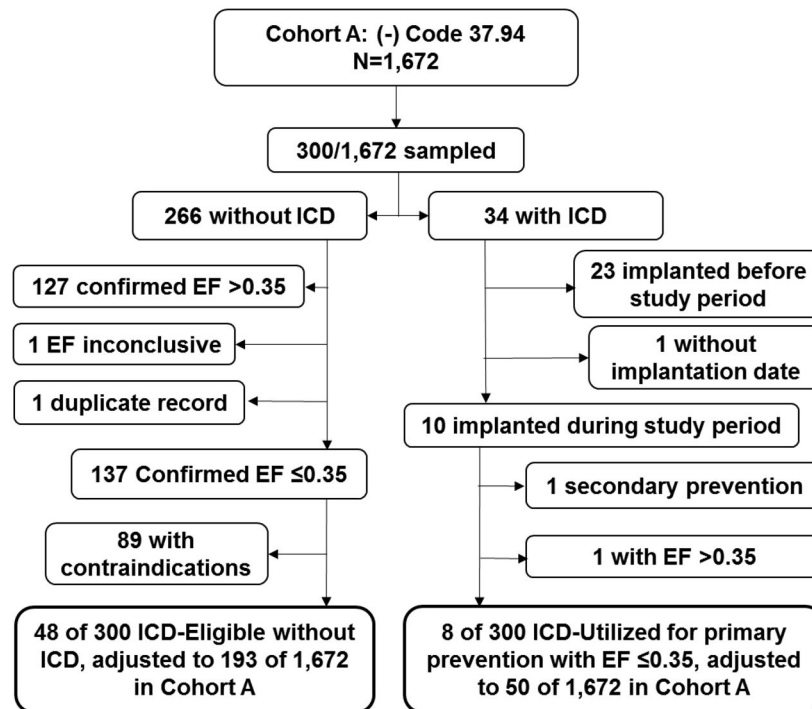 Cohort A: (-) Code 37.94
N=1,672
300/1,672 sampled
266 without ICD
34 with ICD
127 confirmed EF >0.35
1 EF inconclusive
1 duplicate record
137 Confirmed EF ≤0.35
89 with
contraindications
48 of 300 ICD-Eligible without
ICD, adjusted to 193 of 1,672
in Cohort A
23 implanted before
study period
1 without
implantation date
10 implanted during study period
1 secondary prevention
1 with EF >0.35
8 of 300 ICD-Utilized for primary
prevention with EF ≤0.35, adjusted
to 50 of 1,672 in Cohort A